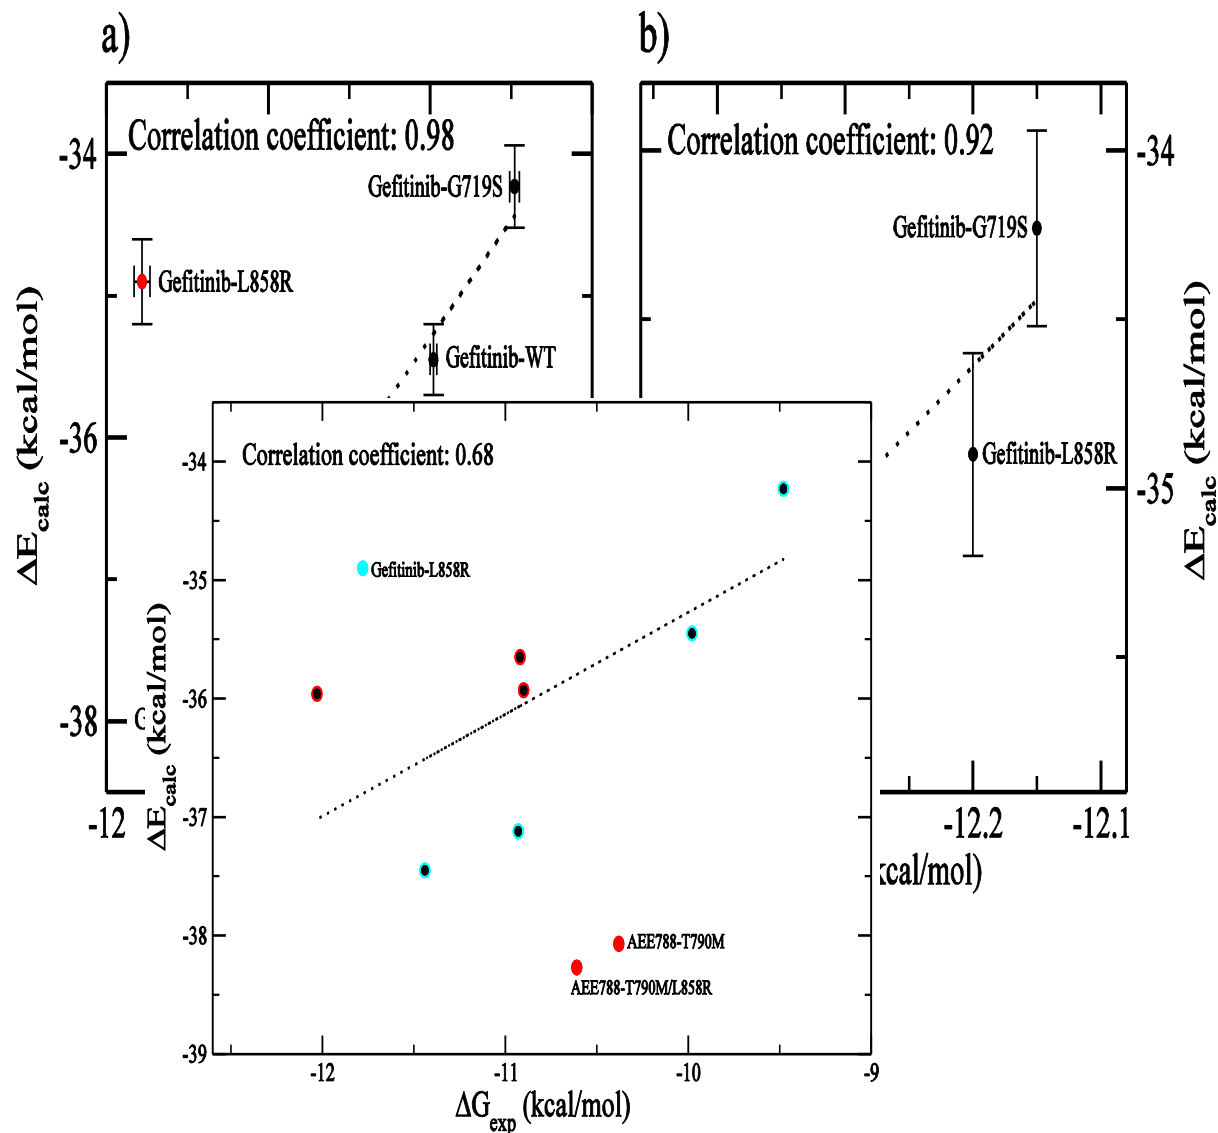 a)
b)
Correlation coefficient: 0.98
Correlation coefficient: 0.92
-34
-34
Gefitinib-G719S
Gefitinib-G719S
Gefitinib-L858R
Gefitinib-WT
ΔEcalc (kcal/mol)
ΔEcalc (kcal/mol)
-36
Correlation coefficient: 0.68
-34
Gefitinib-L858R
-35
Gefitinib-L858R
-35
ΔEcalc (kcal/mol)
-36
-38
-12
-37
-12.2
-12.1
kcal/mol)
-38
AEE788-T790M
AEE788-T790M/L858R
-39
-12
-11
-10
-9
ΔGexp (kcal/mol)